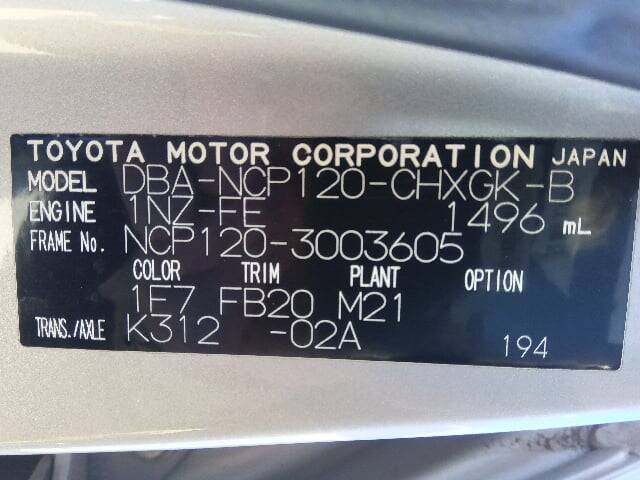 TOYOTA MOTOR CORPORATION JAPAN
MODEL DBA-NCP120-CHXGK-B
ENGINE 1NZ-FE 1496 mL
FRAME No. NCP120-3003605
COLOR TRIM PLANT OPTION
1F7 FB20 M21
TRANS./AXLE K312 -02A 194